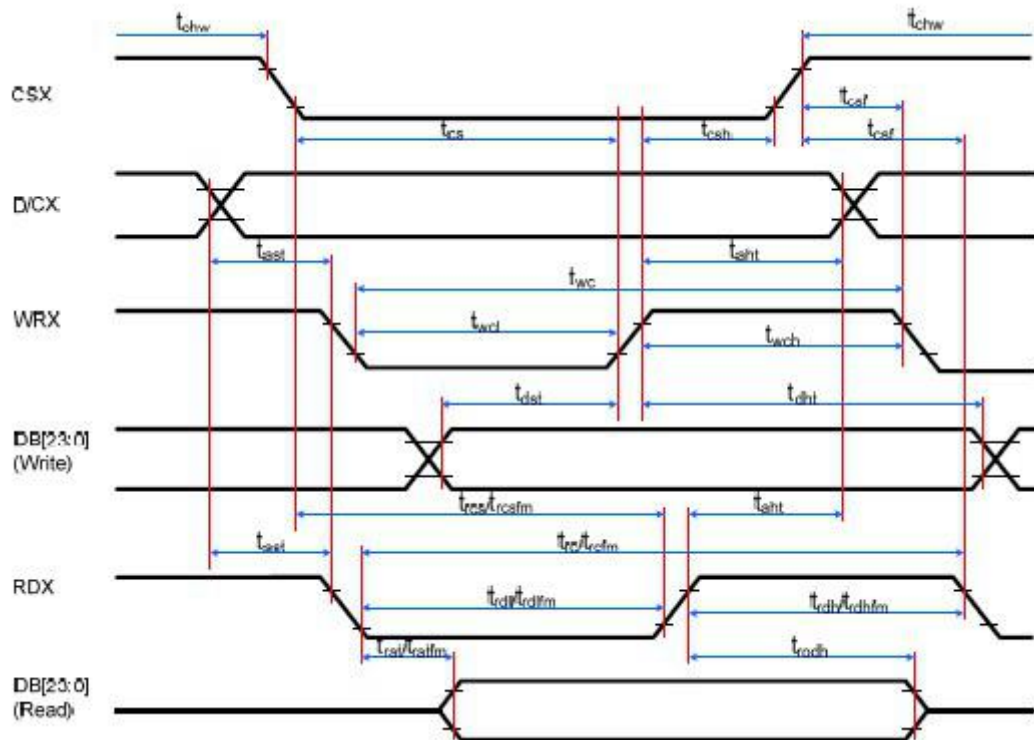 tchw
tchw
CSX
tcsf
tcs
tcsh
tcsf
D/CX
tast
taht
twc
WRX
twcl
twch
tdst
tdht
DB[23:0]
(Write)
trcs/trcsfm
taht
tast
trc/trcfm
RDX
trdl/trdlfm
trdh/trdhfm
trat/tratfm
trodh
DB[23:0]
(Read)